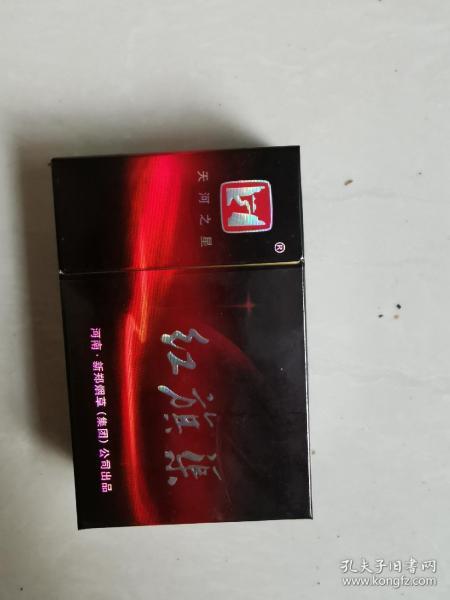 天河之星
®
红旗渠
河南·新郑烟草(集团)公司出品
孔夫子旧书网
www.kongfz.com